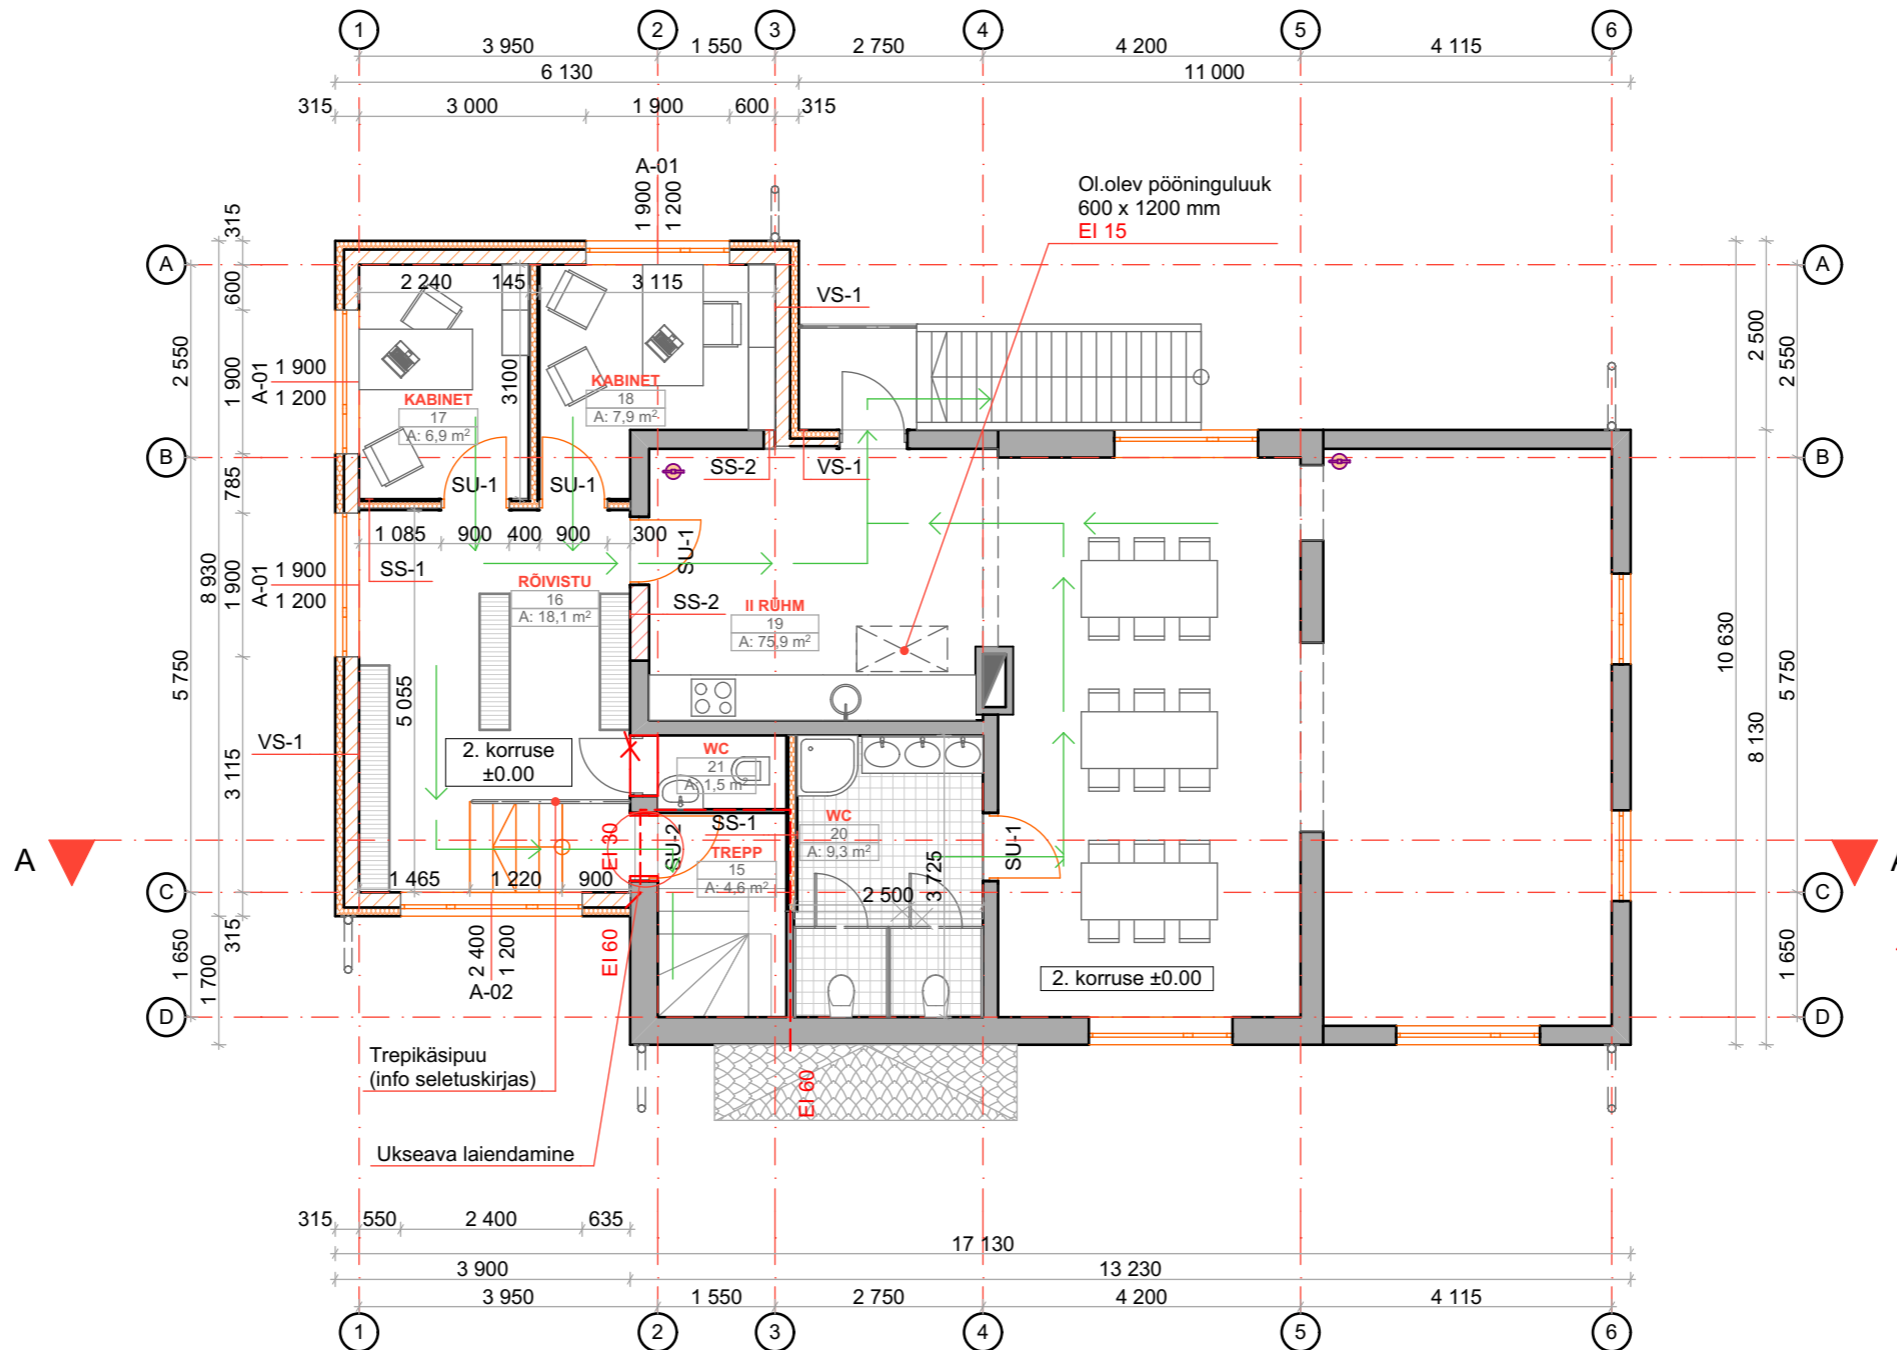 1 2 3 4 5 6
3 950 1 550 2 750 4 200 4 115
6 130 11 000
315 3 000 1 900 600 315
A-01
1 900
1 200
Ol.olev pööninguluuk
600 x 1200 mm
EI 15
A A
315
600
2 550
1 900
785
8 930
5 750
1 900
3 115
315
1 650
1 700
2 240 145 3 115
VS-1
3100
KABINET
17
A: 6,9 m²
KABINET
18
A: 7,9 m²
A-01
1 900
1 200
2 500
2 550
B B
SU-1 SU-1
SS-2 VS-1
1 085 900 400 900 300
SS-1
SU-1
A-01
1 900
1 200
RÕIVISTU
16
A: 18,1 m²
SS-2
II RÜHM
19
A: 75,9 m²
10 630
5 750
8 130
1 650
5 055
VS-1
2. korruse
±0.00
WC
21
A: 1,5 m²
SS-1
WC
20
A: 9,3 m²
EI 30
SU-2
TREPP
15
A: 4,6 m²
SU-1
3 725
2 500
A A
1 465 1 220 900
C C
2 400
1 200
A-02
EI 60
2. korruse ±0.00
D D
Trepikäsipuu
(info seletuskirjas)
EI 60
Ukseava laiendamine
315 550 2 400 635
17 130
3 900 13 230
3 950 1 550 2 750 4 200 4 115
1 2 3 4 5 6